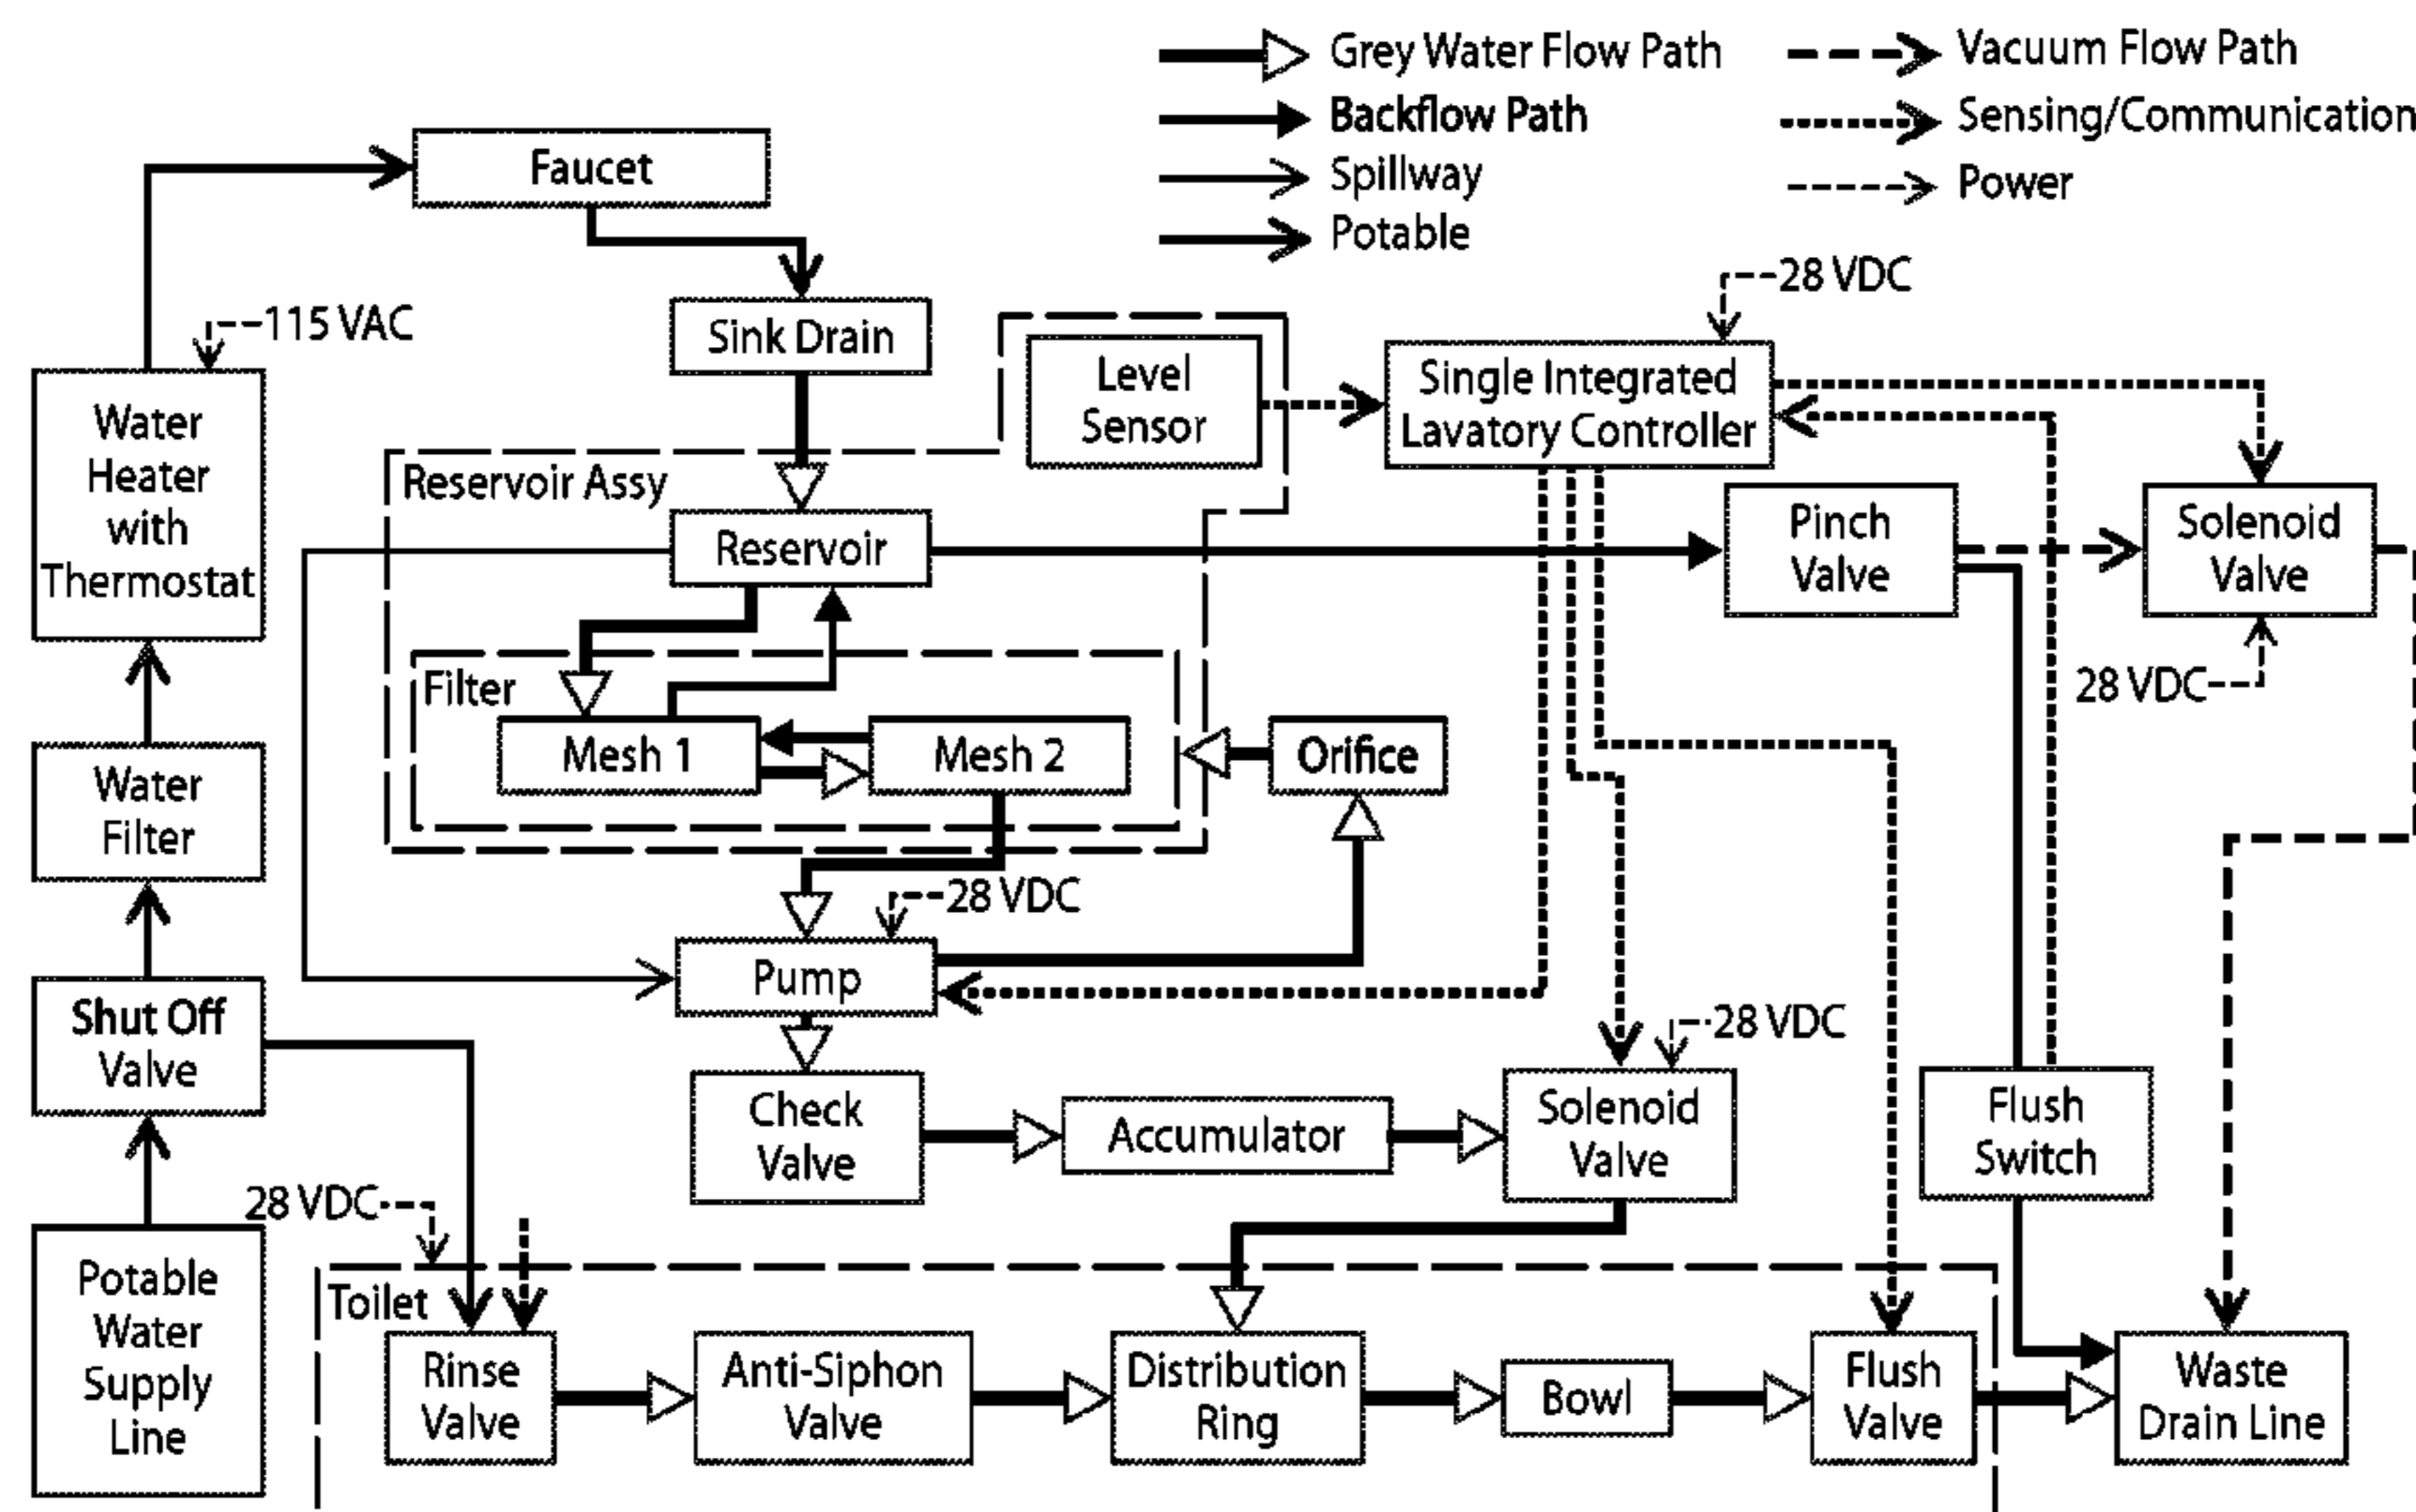 Grey Water Flow Path
Backflow Path
Spillway
Potable
Vacuum Flow Path
Sensing/Communication
Power
Faucet
Sink Drain
115 VAC
Water
Heater
with
Thermostat
Level
Sensor
28 VDC
Single Integrated
Lavatory Controller
Reservoir Assy
Reservoir
Pinch
Valve
Solenoid
Valve
28 VDC
Filter
Mesh 1
Mesh 2
Orifice
Water
Filter
28 VDC
Pump
Shut Off
Valve
28 VDC
Check
Valve
Accumulator
Solenoid
Valve
Flush
Switch
28 VDC
Potable
Water
Supply
Line
Toilet
Rinse
Valve
Anti-Siphon
Valve
Distribution
Ring
Bowl
Flush
Valve
Waste
Drain Line